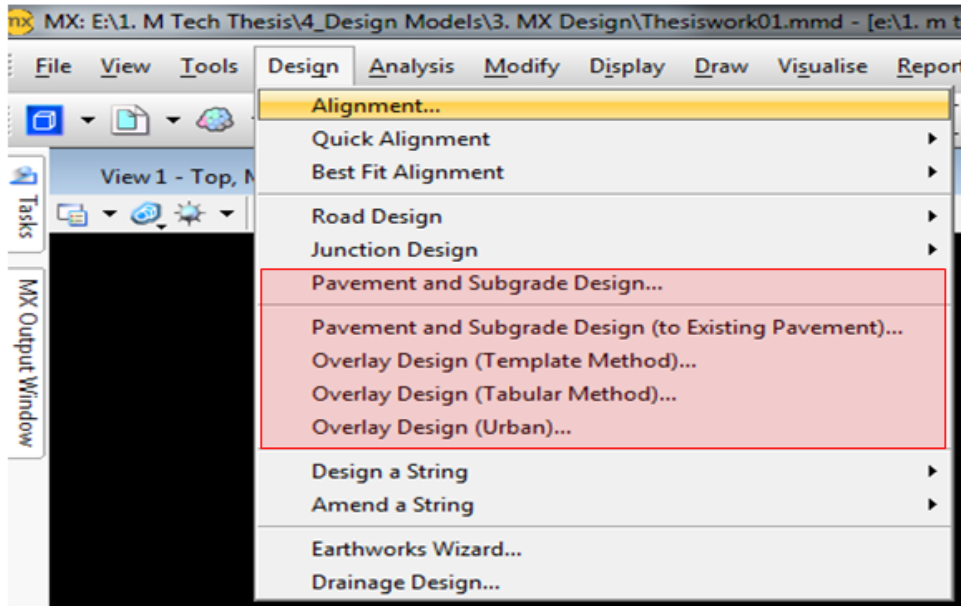 mx MX: E:\1. M Tech Thesis\4_Design Models\3. MX Design\Thesiswork01.mmd - [e:\1. m t
File View Tools Design Analysis Modify Display Draw Visualise Repor
Alignment...
Quick Alignment
Best Fit Alignment
View 1 - Top, M
Tasks
Road Design
Junction Design
Pavement and Subgrade Design...
MX Output Window
Pavement and Subgrade Design (to Existing Pavement)...
Overlay Design (Template Method)...
Overlay Design (Tabular Method)...
Overlay Design (Urban)...
Design a String
Amend a String
Earthworks Wizard...
Drainage Design...